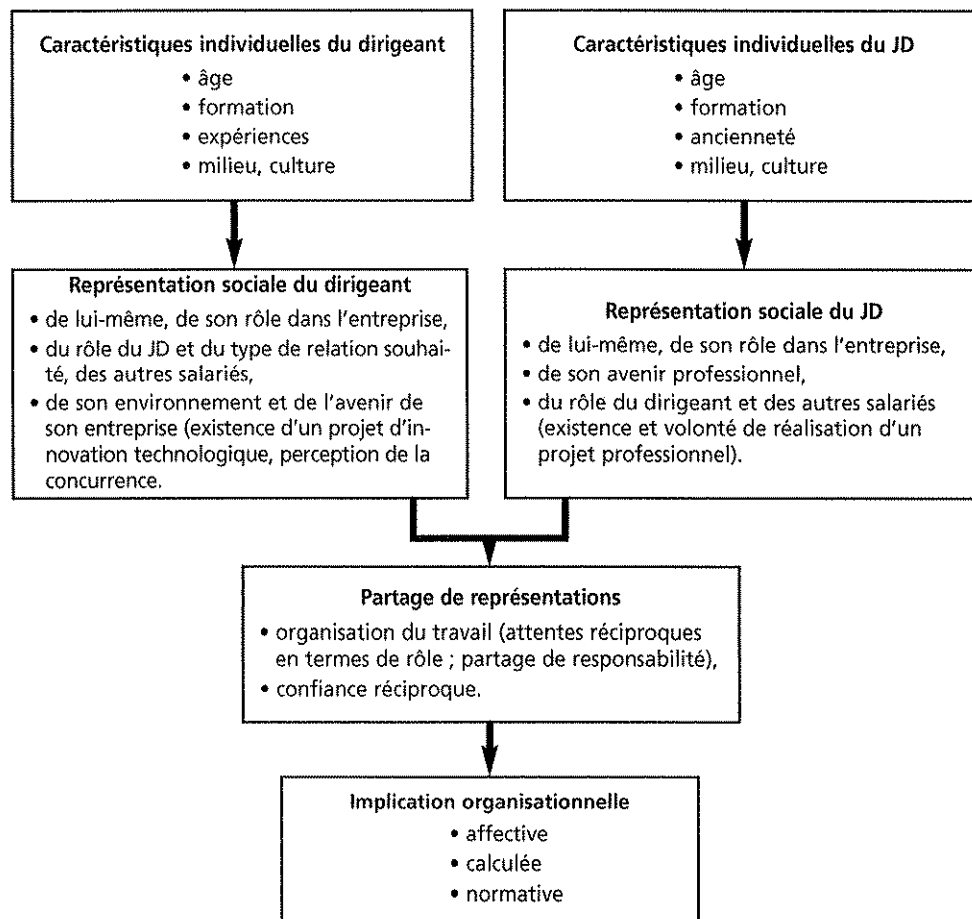 Caractéristiques individuelles du dirigeant
• âge
• formation
• expériences
• milieu, culture
Caractéristiques individuelles du JD
• âge
• formation
• ancienneté
• milieu, culture
Représentation sociale du dirigeant
• de lui-même, de son rôle dans l'entreprise,
• du rôle du JD et du type de relation souhai-
té, des autres salariés,
• de son environnement et de l'avenir de
son entreprise (existence d'un projet d'in-
novation technologique, perception de la
concurrence.
Représentation sociale du JD
• de lui-même, de son rôle dans l'entreprise,
• de son avenir professionnel,
• du rôle du dirigeant et des autres salariés
(existence et volonté de réalisation d'un
projet professionnel).
Partage de représentations
• organisation du travail (attentes réciproques
en termes de rôle ; partage de responsabilité),
• confiance réciproque.
Implication organisationnelle
• affective
• calculée
• normative